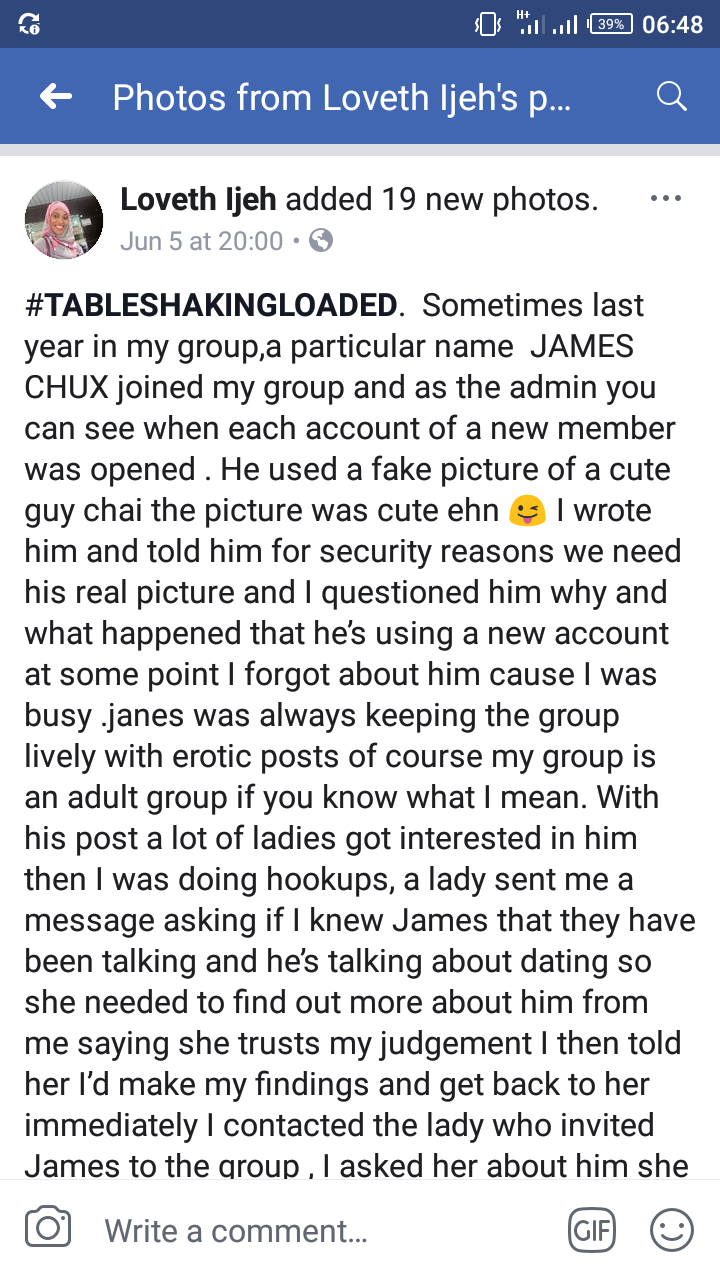 H+ 39% 06:48
Photos from Loveth Ijeh's p...
Loveth Ijeh added 19 new photos.
Jun 5 at 20:00 •
#TABLESHAKINGLOADED.  Sometimes last
year in my group,a particular name  JAMES
CHUX joined my group and as the admin you
can see when each account of a new member
was opened . He used a fake picture of a cute
guy chai the picture was cute ehn 😜 I wrote
him and told him for security reasons we need
his real picture and I questioned him why and
what happened that he's using a new account
at some point I forgot about him cause I was
busy .janes was always keeping the group
lively with erotic posts of course my group is
an adult group if you know what I mean. With
his post a lot of ladies got interested in him
then I was doing hookups, a lady sent me a
message asking if I knew James that they have
been talking and he's talking about dating so
she needed to find out more about him from
me saying she trusts my judgement I then told
her I'd make my findings and get back to her
immediately I contacted the lady who invited
James to the group , I asked her about him she
Write a comment...
GIF